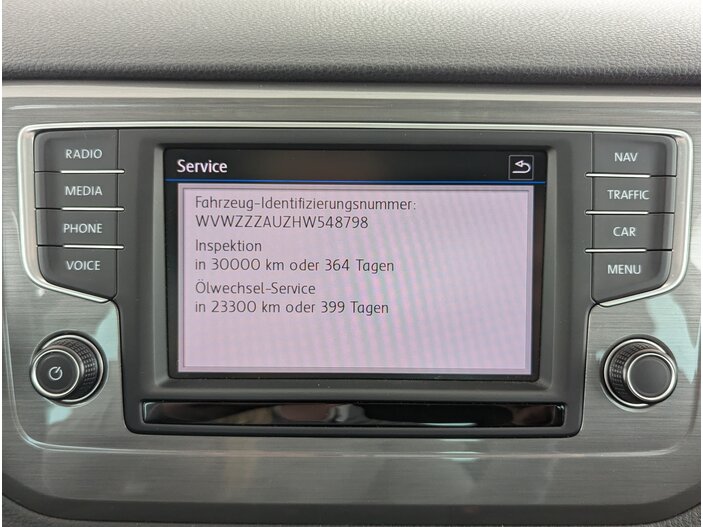 Service
RADIO
MEDIA
PHONE
VOICE
Fahrzeug-Identifizierungsnummer:
WVWZZZAUZHW548798
Inspektion
in 30000 km oder 364 Tagen
Ölwechsel-Service
in 23300 km oder 399 Tagen
NAV
TRAFFIC
CAR
MENU